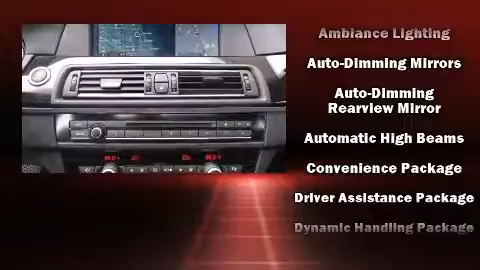 Ambiance Lighting
Auto-Dimming Mirrors
Auto-Dimming
Rearview Mirror
Automatic High Beams
Convenience Package
Driver Assistance Package
Dynamic Handling Package